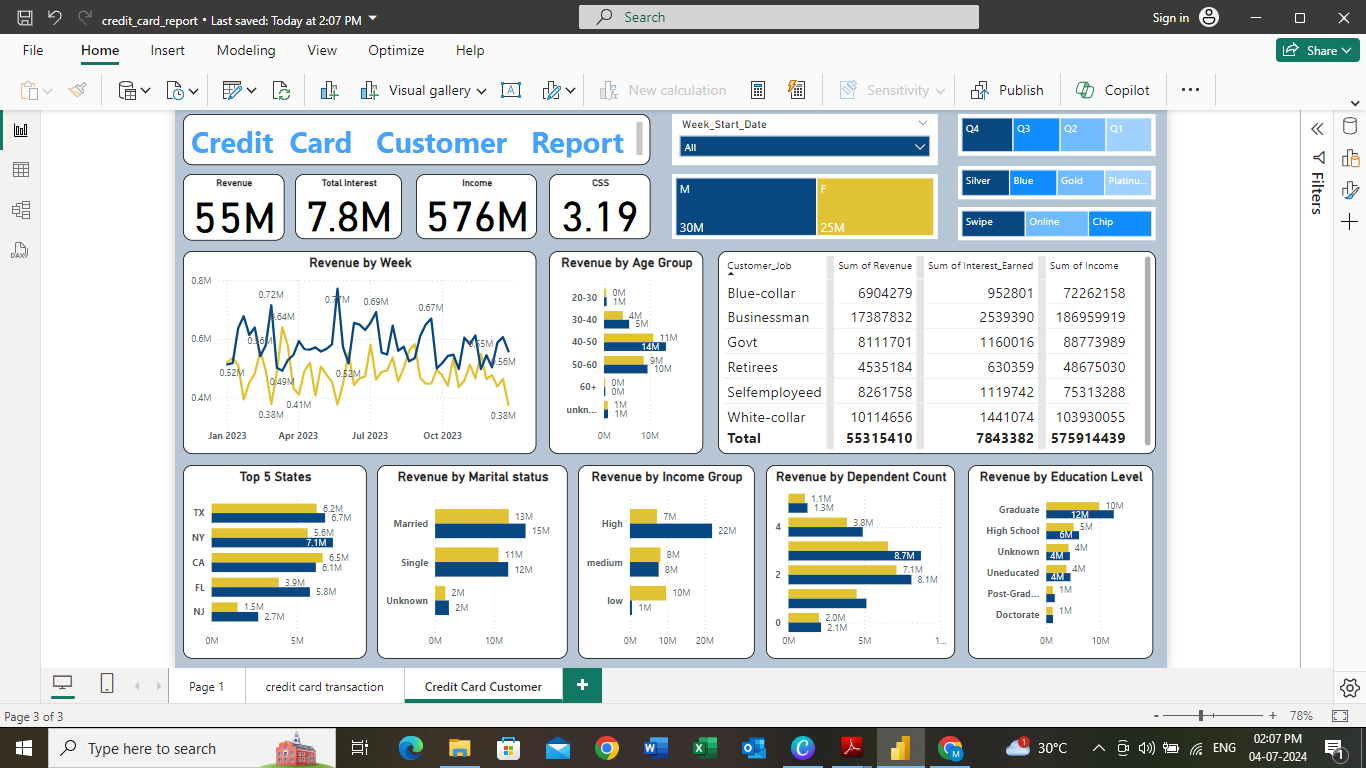 credit_card_report • Last saved: Today at 2:07 PM
Search
Sign in
File Home Insert Modeling View Optimize Help
Share
Visual gallery
New calculation
Sensitivity
Publish
Copilot
Credit Card Customer Report
Week_Start_Date
All
Q4 Q3 Q2 Q1
Silver Blue Gold Platinu...
Swipe Online Chip
Filters
Revenue
55M
Total Interest
7.8M
Income
576M
CSS
3.19
M
30M
F
25M
Revenue by Week
0.8M
0.6M
0.4M
0.72M
0.64M
0.52M
0.49M
0.41M
0.38M
0.69M
0.52M
0.67M
0.56M
0.38M
Jan 2023 Apr 2023 Jul 2023 Oct 2023
Revenue by Age Group
20-30 0M 1M
30-40 4M 5M
40-50 11M 14M
50-60 9M 10M
60+ 0M 0M
unkn... 1M 1M
0M 10M
Customer_Job Sum of Revenue Sum of Interest_Earned Sum of Income
Blue-collar 6904279 952801 72262158
Businessman 17387832 2539390 186959919
Govt 8111701 1160016 88773989
Retirees 4535184 630359 48675030
Selfemployeed 8261758 1119742 75313288
White-collar 10114656 1441074 103930055
Total 55315410 7843382 575914439
Top 5 States
TX 6.2M 6.7M
NY 5.6M 7.1M
CA 6.5M 6.1M
FL 3.9M 5.8M
NJ 1.5M 2.7M
0M 5M
Revenue by Marital status
Married 13M 15M
Single 11M 12M
Unknown 2M 2M
0M 10M
Revenue by Income Group
High 7M 22M
medium 8M 8M
low 10M 1M
0M 10M 20M
Revenue by Dependent Count
1.1M 1.3M
4 3.8M
8.7M
2 7.1M 8.1M
0 2.0M 2.1M
0M 5M 1...
Revenue by Education Level
Graduate 10M 12M
High School 5M 6M
Unknown 4M 4M
Uneducated 4M 4M
Post-Grad... 1M
Doctorate 1M
0M 10M
Page 1
credit card transaction
Credit Card Customer
Page 3 of 3
78%
Type here to search
1
30°C
ENG
02:07 PM
04-07-2024
1